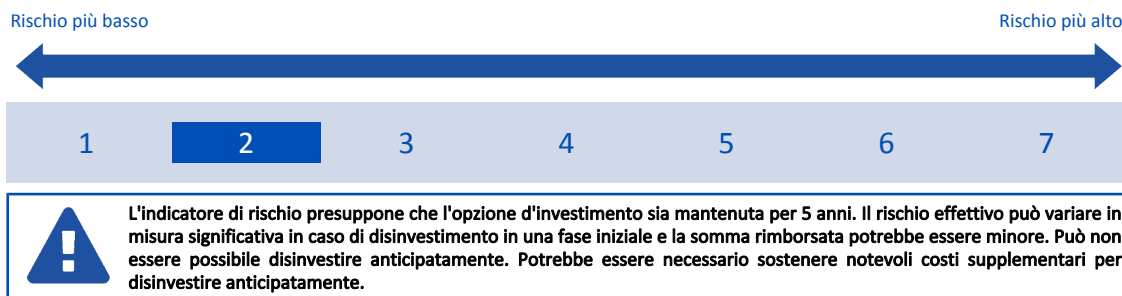 Rischio più basso Rischio più alto
1 2 3 4 5 6 7
L'indicatore di rischio presuppone che l'opzione d'investimento sia mantenuta per 5 anni. Il rischio effettivo può variare in
misura significativa in caso di disinvestimento in una fase iniziale e la somma rimborsata potrebbe essere minore. Può non
essere possibile disinvestire anticipatamente. Potrebbe essere necessario sostenere notevoli costi supplementari per
disinvestire anticipatamente.